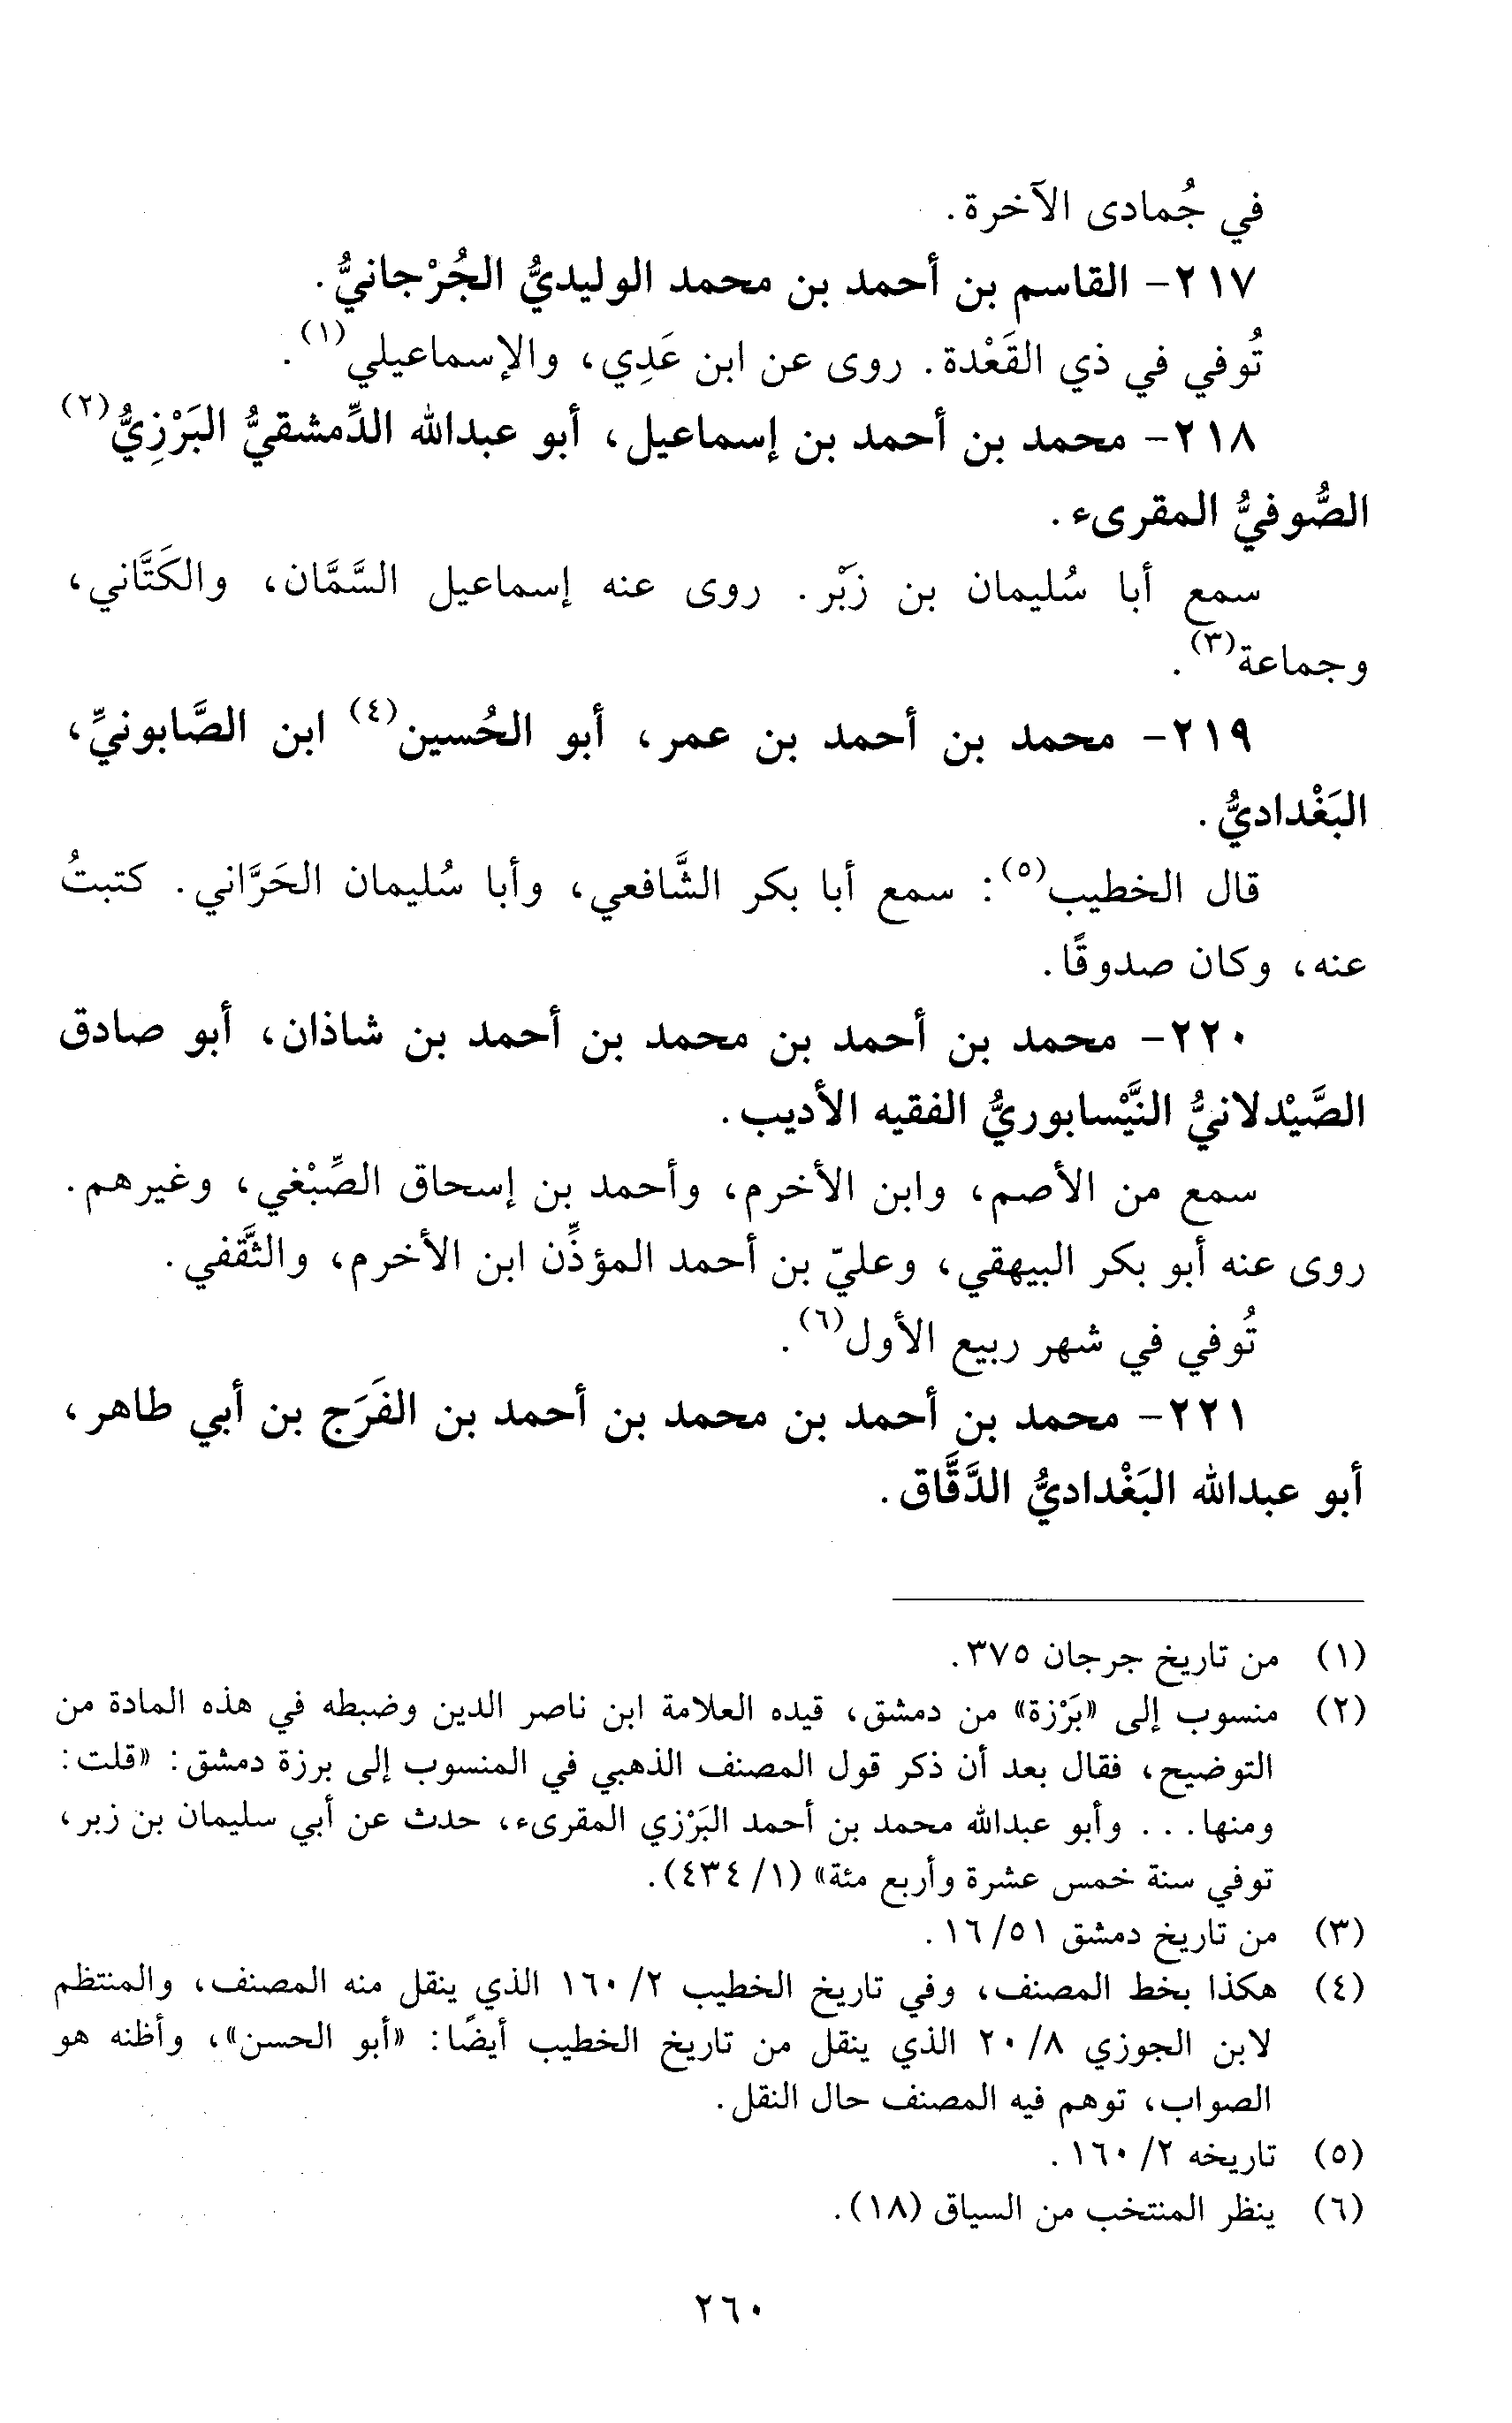 في جُمادى الآخرة.
٢١٧- القاسم بن أحمد بن محمد الوليديُّ الجُرْجانيُّ.
تُوفي في ذي القَعْدة. روى عن ابن عَدِي، والإسماعيلي(١).
٢١٨- محمد بن أحمد بن إسماعيل، أبو عبدالله الدِّمشقيُّ البَرْزِيُّ(٢)
الصُّوفيُّ المقرىء.
سمع أبا سُليمان بن زَبْر. روى عنه إسماعيل السَّمَّان، والكَتَّاني،
وجماعة(٣).
٢١٩- محمد بن أحمد بن عمر، أبو الحُسين(٤) ابن الصَّابونيِّ،
البَغْداديُّ.
قال الخطيب(٥): سمع أبا بكر الشَّافعي، وأبا سُليمان الحَرَّاني. كتبتُ
عنه، وكان صدوقًا.
٢٢٠- محمد بن أحمد بن محمد بن أحمد بن شاذان، أبو صادق
الصَّيْدلانيُّ النَّيْسابوريُّ الفقيه الأديب.
سمع من الأصم، وابن الأخرم، وأحمد بن إسحاق الصِّبْغي، وغيرهم.
روى عنه أبو بكر البيهقي، وعليّ بن أحمد المؤذِّن ابن الأخرم، والثَّقفي.
تُوفي في شهر ربيع الأول(٦).
٢٢١- محمد بن أحمد بن محمد بن أحمد بن الفَرَج بن أبي طاهر،
أبو عبدالله البَغْداديُّ الدَّقَّاق.
(١) من تاريخ جرجان ٣٧٥.
(٢) منسوب إلى «بَرْزة» من دمشق، قيده العلامة ابن ناصر الدين وضبطه في هذه المادة من
التوضيح، فقال بعد أن ذكر قول المصنف الذهبي في المنسوب إلى برزة دمشق: «قلت:
ومنها... وأبو عبدالله محمد بن أحمد البَرْزي المقرىء، حدث عن أبي سليمان بن زبر،
توفي سنة خمس عشرة وأربع مئة» (١/ ٤٣٤).
(٣) من تاريخ دمشق ٥١/ ١٦.
(٤) هكذا بخط المصنف، وفي تاريخ الخطيب ٢/ ١٦٠ الذي ينقل منه المصنف، والمنتظم
لابن الجوزي ٨/ ٢٠ الذي ينقل من تاريخ الخطيب أيضًا: «أبو الحسن»، وأظنه هو
الصواب، توهم فيه المصنف حال النقل.
(٥) تاريخه ٢/ ١٦٠.
(٦) ينظر المنتخب من السياق (١٨).
٢٦٠